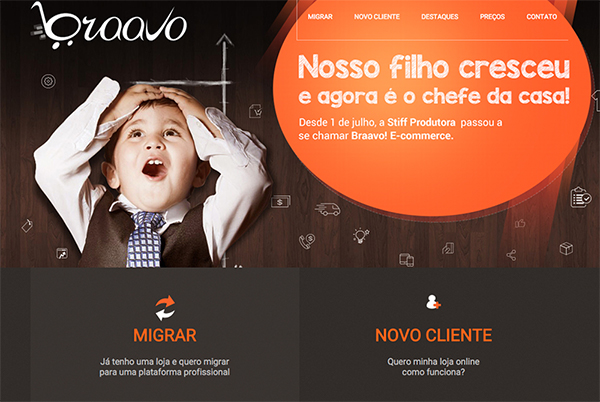 braavo
MIGRAR NOVO CLIENTE DESTAQUES PREÇOS CONTATO
Nosso filho cresceu
e agora é o chefe da casa!
Desde 1 de julho, a Stiff Produtora passou a
se chamar Braavo! E-commerce.
MIGRAR
Já tenho uma loja e quero migrar
para uma plataforma profissional
NOVO CLIENTE
Quero minha loja online
como funciona?